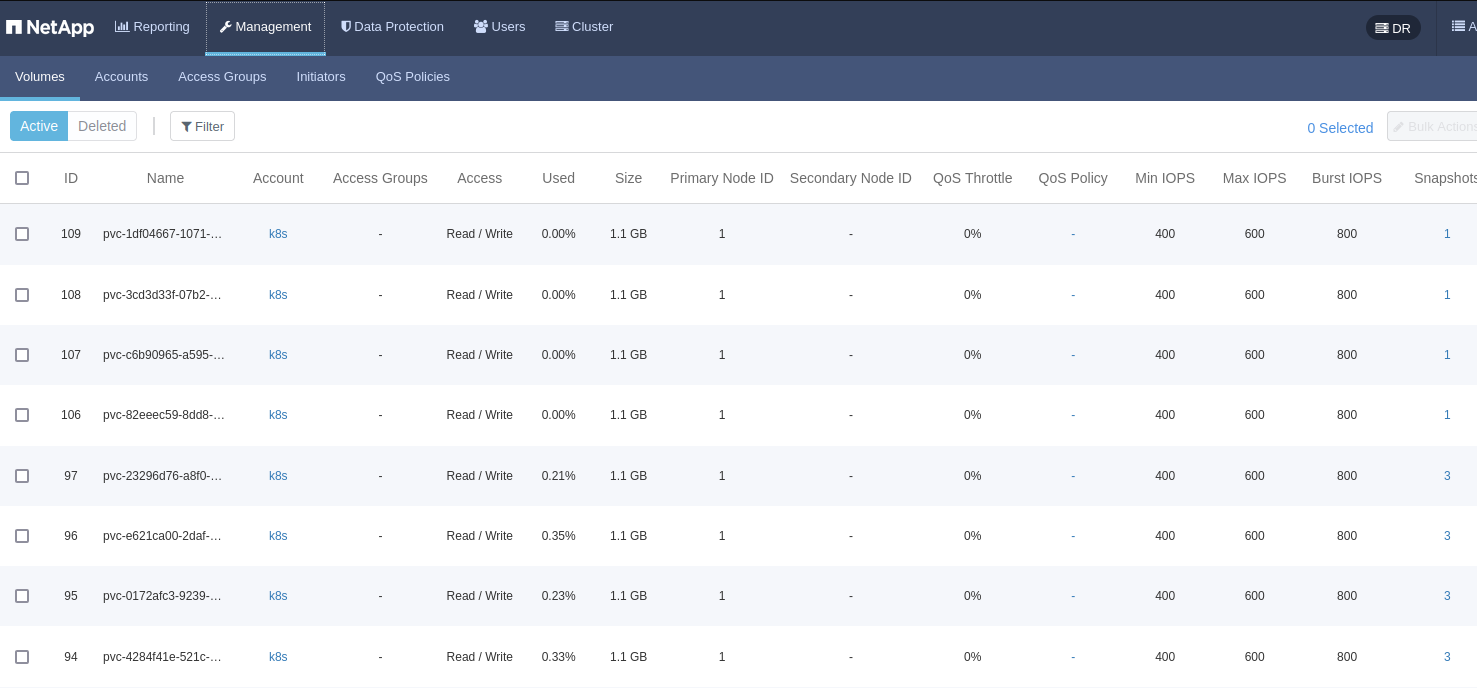 NetApp Reporting Management Data Protection Users Cluster DR A
Volumes Accounts Access Groups Initiators QoS Policies
Active Deleted | Filter 0 Selected Bulk Actions
ID Name Account Access Groups Access Used Size Primary Node ID Secondary Node ID QoS Throttle QoS Policy Min IOPS Max IOPS Burst IOPS Snapshots
109 pvc-1df04667-1071-… k8s - Read / Write 0.00% 1.1 GB 1 - 0% - 400 600 800 1
108 pvc-3cd3d33f-07b2-… k8s - Read / Write 0.00% 1.1 GB 1 - 0% - 400 600 800 1
107 pvc-c6b90965-a595-… k8s - Read / Write 0.00% 1.1 GB 1 - 0% - 400 600 800 1
106 pvc-82eeec59-8dd8-… k8s - Read / Write 0.00% 1.1 GB 1 - 0% - 400 600 800 1
97 pvc-23296d76-a8f0-… k8s - Read / Write 0.21% 1.1 GB 1 - 0% - 400 600 800 3
96 pvc-e621ca00-2daf-… k8s - Read / Write 0.35% 1.1 GB 1 - 0% - 400 600 800 3
95 pvc-0172afc3-9239-… k8s - Read / Write 0.23% 1.1 GB 1 - 0% - 400 600 800 3
94 pvc-4284f41e-521c-… k8s - Read / Write 0.33% 1.1 GB 1 - 0% - 400 600 800 3